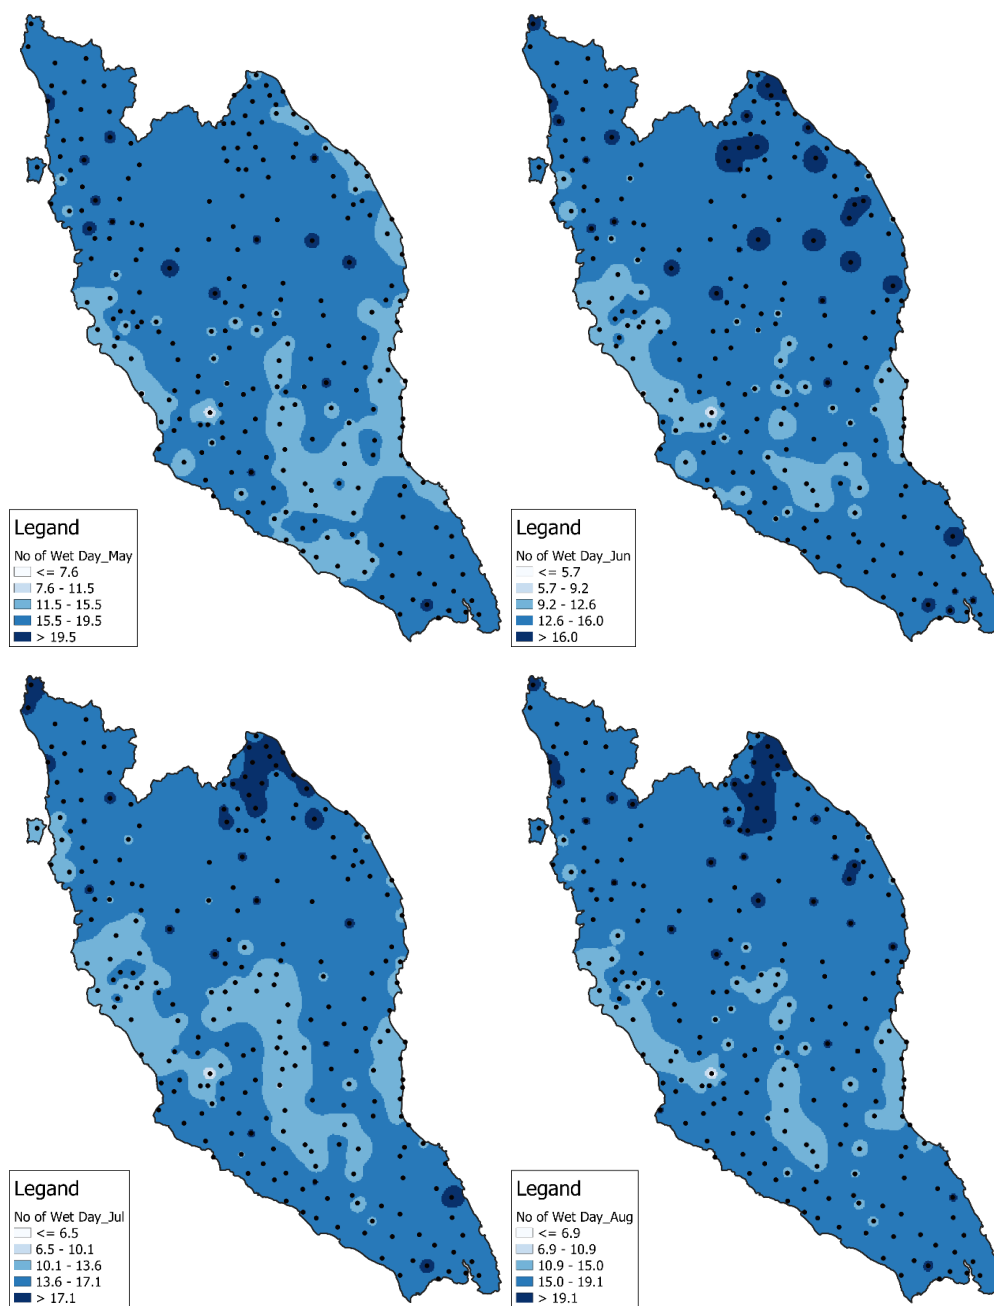 Legand
No of Wet Day_May
<= 7.6
7.6 - 11.5
11.5 - 15.5
15.5 - 19.5
> 19.5
Legand
No of Wet Day_Jun
<= 5.7
5.7 - 9.2
9.2 - 12.6
12.6 - 16.0
> 16.0
Legand
No of Wet Day_Jul
<= 6.5
6.5 - 10.1
10.1 - 13.6
13.6 - 17.1
> 17.1
Legand
No of Wet Day_Aug
<= 6.9
6.9 - 10.9
10.9 - 15.0
15.0 - 19.1
> 19.1